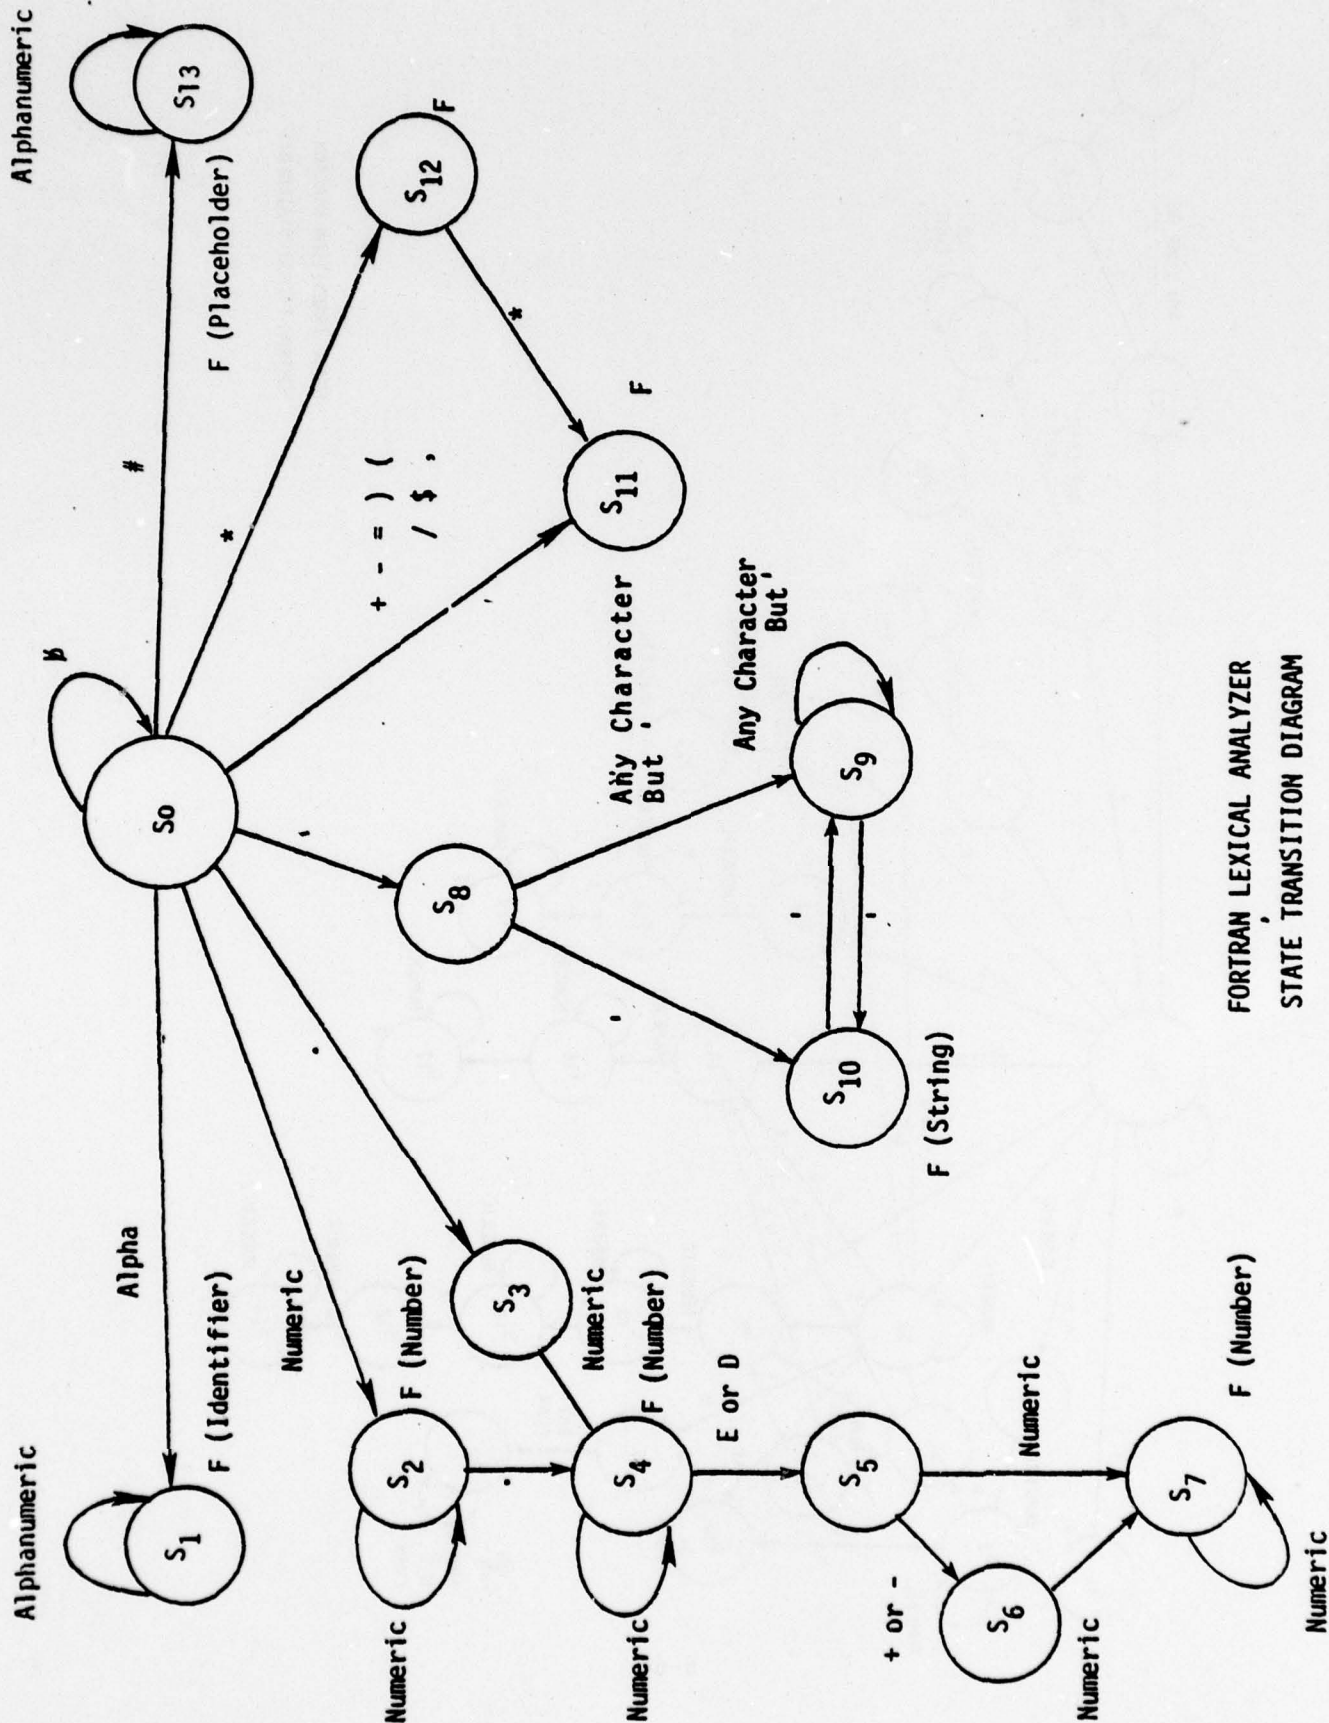 Alphanumeric
Alphanumeric
S1
Alpha
F (Identifier)
So
ƀ
#
S13
F (Placeholder)
*
S12
F
Numeric
Numeric
S2
F (Number)
.
+ - = ) (
/ $ ,
*
S11
F
'
S8
.
S3
Numeric
Numeric
S4
F (Number)
'
Any Character
But '
Any Character
But '
S9
'
'
S10
F (String)
E or D
S5
+ or -
S6
Numeric
Numeric
S7
F (Number)
Numeric
FORTRAN LEXICAL ANALYZER
STATE TRANSITION DIAGRAM